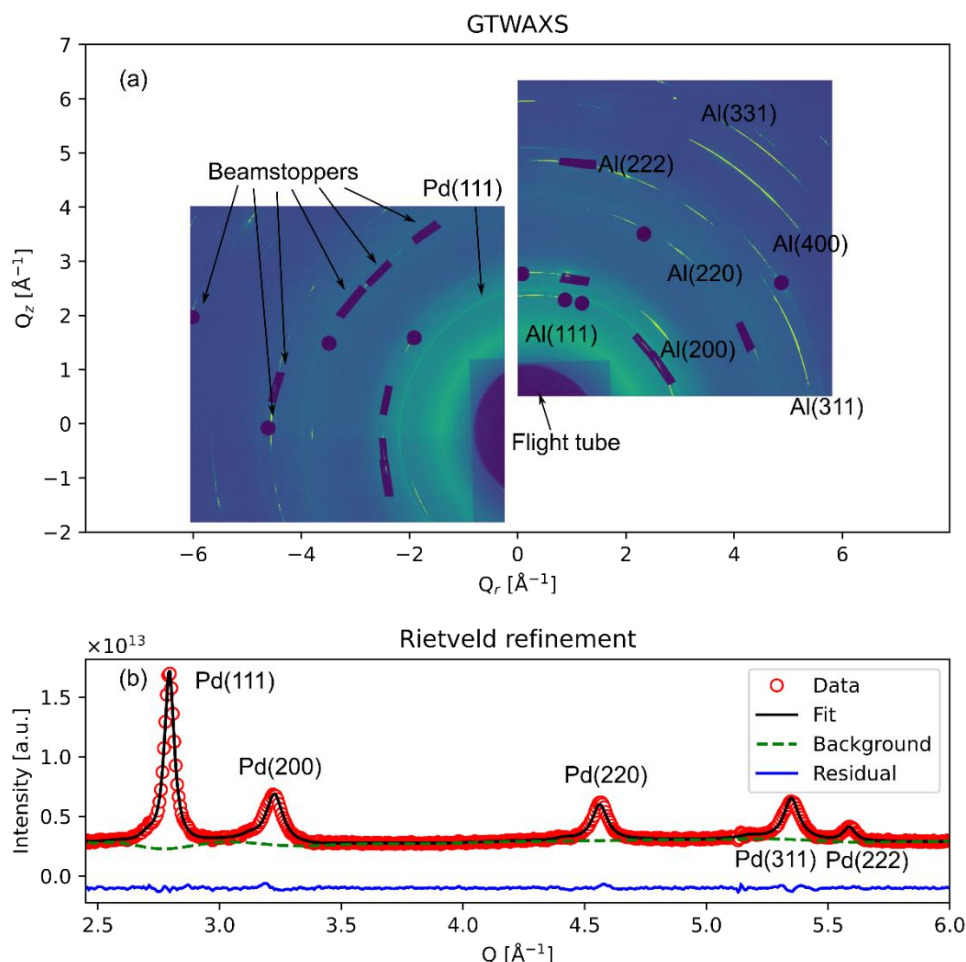 GTWAXS
(a)
7
6
5
4
3
2
1
0
−1
−2
Q_z [Å⁻¹]
Beamstoppers
Pd(111)
Al(331)
Al(222)
Al(400)
Al(220)
Al(111)
Al(200)
Al(311)
Flight tube
−6 −4 −2 0 2 4 6
Q_r [Å⁻¹]
Rietveld refinement
×10¹³
(b)
Pd(111)
Pd(200)
Pd(220)
Pd(311) Pd(222)
Data
Fit
Background
Residual
1.5
1.0
0.5
0.0
Intensity [a.u.]
2.5 3.0 3.5 4.0 4.5 5.0 5.5 6.0
Q [Å⁻¹]